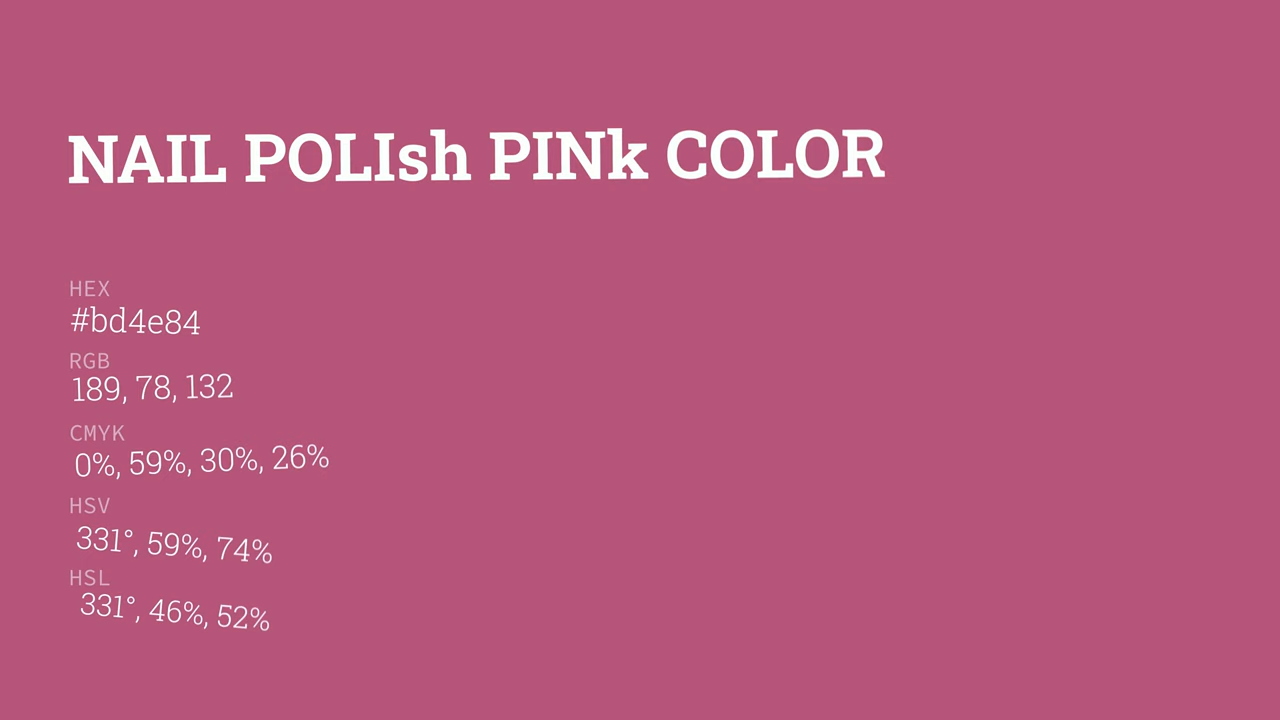 NAIL POLIsh PINk COLOR
HEX
#bd4e84
RGB
189, 78, 132
CMYK
0%, 59%, 30%, 26%
HSV
331°, 59%, 74%
HSL
331°, 46%, 52%